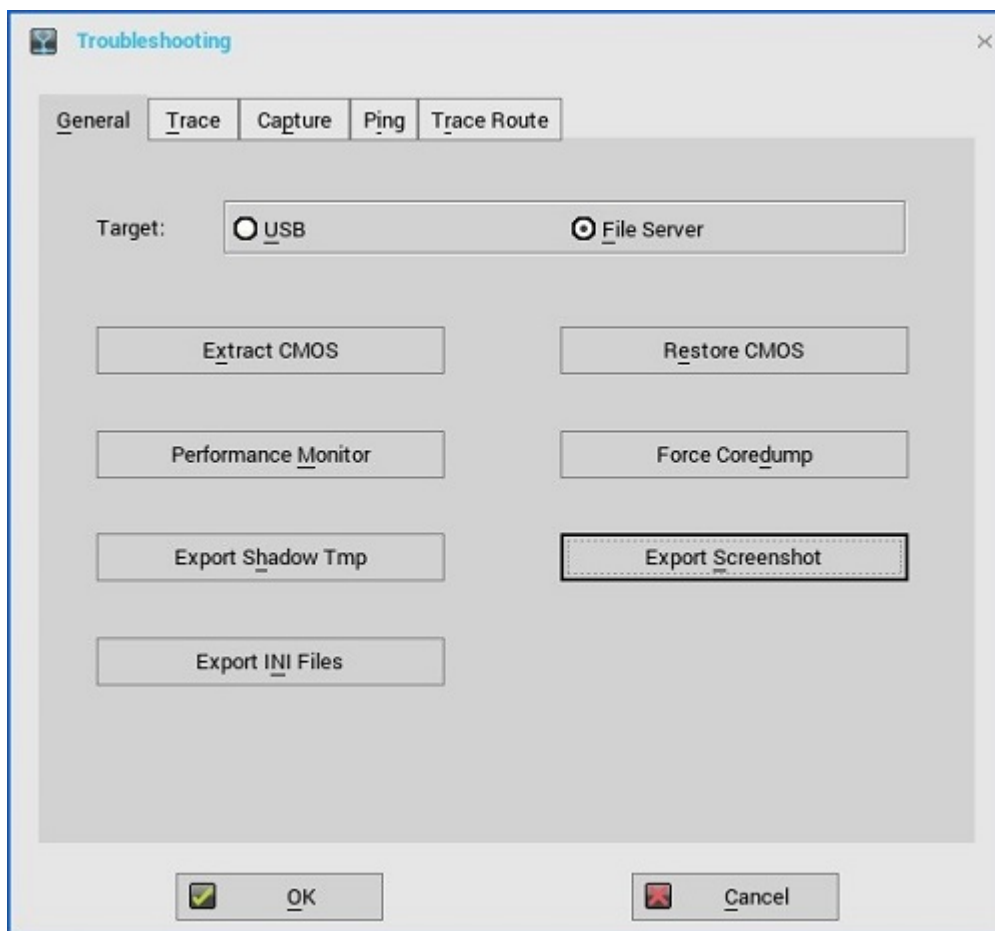 Troubleshooting
General Trace Capture Ping Trace Route
Target: USB File Server
Extract CMOS Restore CMOS
Performance Monitor Force Coredump
Export Shadow Tmp Export Screenshot
Export INI Files
OK Cancel